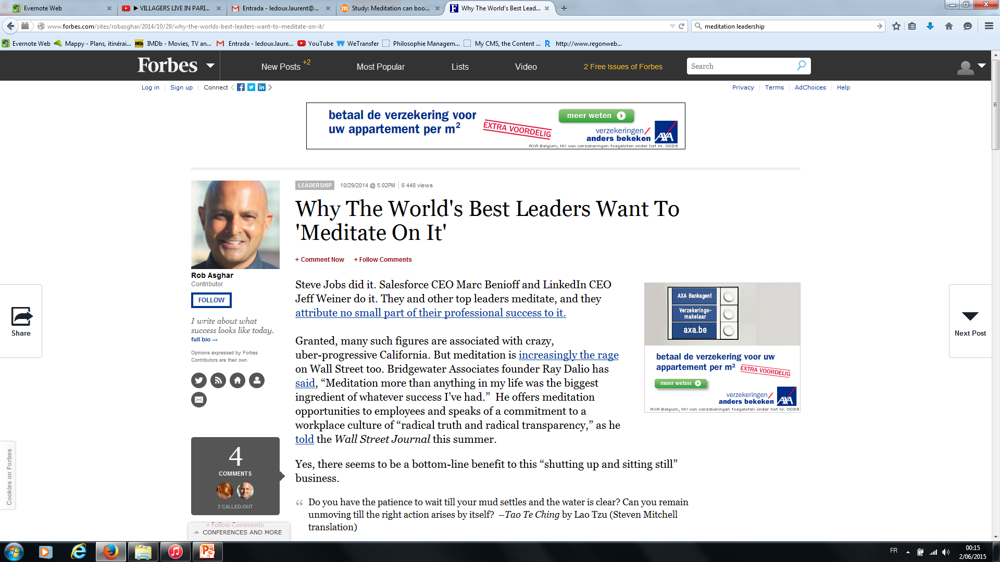 Evernote Web
▶ VILLAGERS LIVE IN PARI...
Entrada - ledoux.laurent@...
Study: Meditation can boo...
Why The World's Best Lead...
www.forbes.com/sites/robasghar/2014/10/29/why-the-worlds-best-leaders-want-to-meditate-on-it/
meditation leadership
Evernote Web
Mappy - Plans, itinérai...
IMDb - Movies, TV an...
Entrada - ledoux.laure...
YouTube
WeTransfer
Philosophie Managem...
My CMS, the Content ...
http://www.regonweb...
Forbes
New Posts +2
Most Popular
Lists
Video
2 Free Issues of Forbes
Search
Log in
Sign up
Connect
Privacy
Terms
AdChoices
Help
betaal de verzekering voor
uw appartement per m²
EXTRA VOORDELIG
meer weten
verzekeringen/
anders bekeken
AXA
AXA Belgium, NV van verzekeringen toegelaten onder het nr. 0039
LEADERSHIP
10/29/2014 @ 5:02PM
6 448 views
Why The World's Best Leaders Want To
'Meditate On It'
+ Comment Now
+ Follow Comments
Rob Asghar
Contributor
FOLLOW
I write about what
success looks like today.
full bio →
Opinions expressed by Forbes
Contributors are their own.
Steve Jobs did it. Salesforce CEO Marc Benioff and LinkedIn CEO
Jeff Weiner do it. They and other top leaders meditate, and they
attribute no small part of their professional success to it.
Granted, many such figures are associated with crazy,
uber-progressive California. But meditation is increasingly the rage
on Wall Street too. Bridgewater Associates founder Ray Dalio has
said, “Meditation more than anything in my life was the biggest
ingredient of whatever success I’ve had.”  He offers meditation
opportunities to employees and speaks of a commitment to a
workplace culture of “radical truth and radical transparency,” as he
told the Wall Street Journal this summer.
Yes, there seems to be a bottom-line benefit to this “shutting up and sitting still”
business.
“ Do you have the patience to wait till your mud settles and the water is clear? Can you remain
unmoving till the right action arises by itself?  –Tao Te Ching by Lao Tzu (Steven Mitchell
translation)
AXA Bankagent
Verzekerings-
makelaar
axa.be
betaal de verzekering voor uw
appartement per m²
EXTRA VOORDELIG
meer weten
verzekeringen/
anders bekeken
AXA
AXA Belgium, NV van verzekeringen toegelaten onder het nr. 0039
Share
Next Post
Cookies on Forbes
4
COMMENTS
2 CALLED-OUT
+ Follow Comments
CONFERENCES AND MORE
FR
00:15
2/06/2015